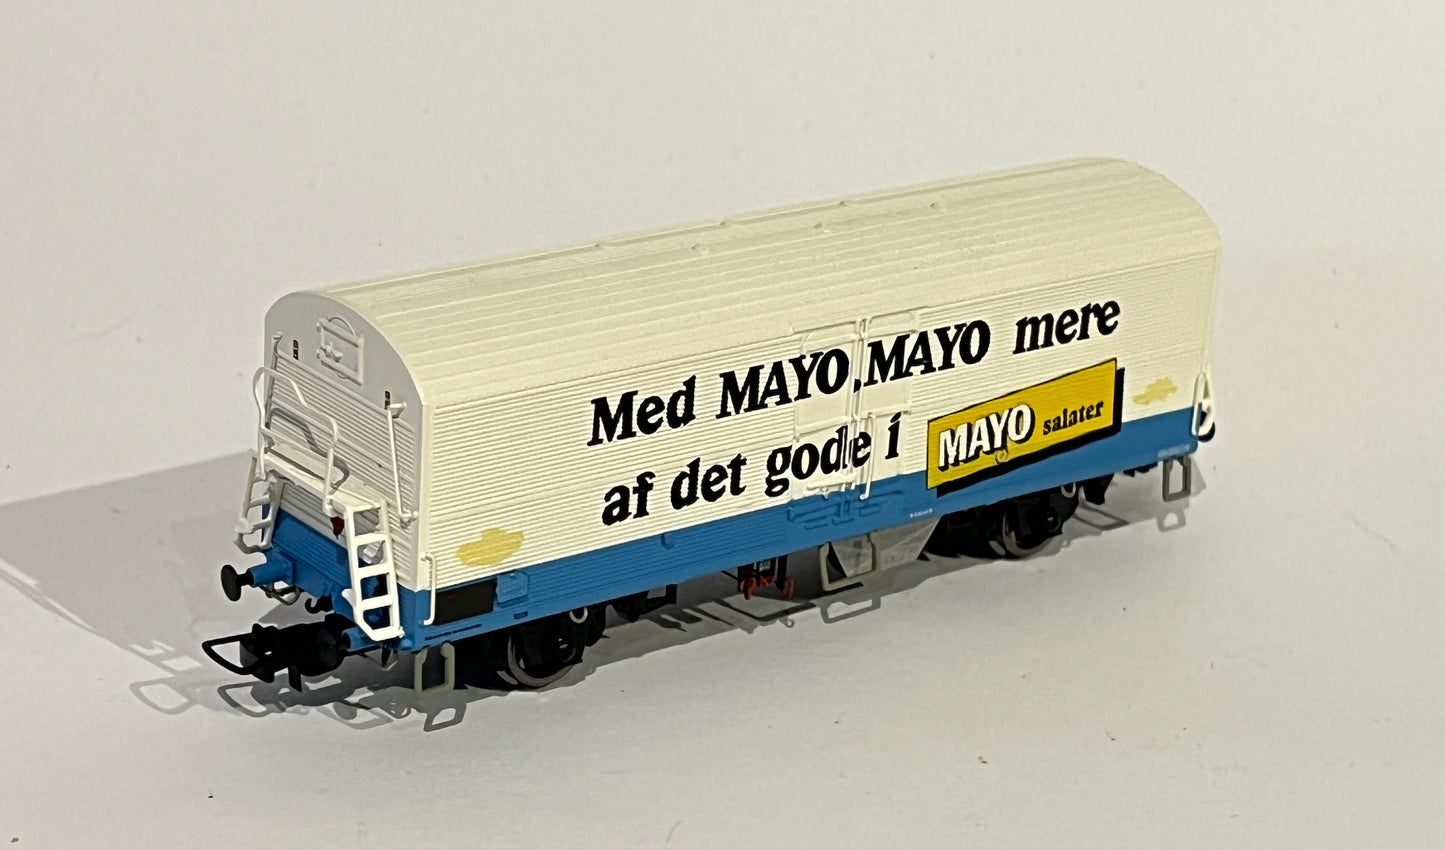 Med MAYO, MAYO mere
af det gode i
MAYO salater